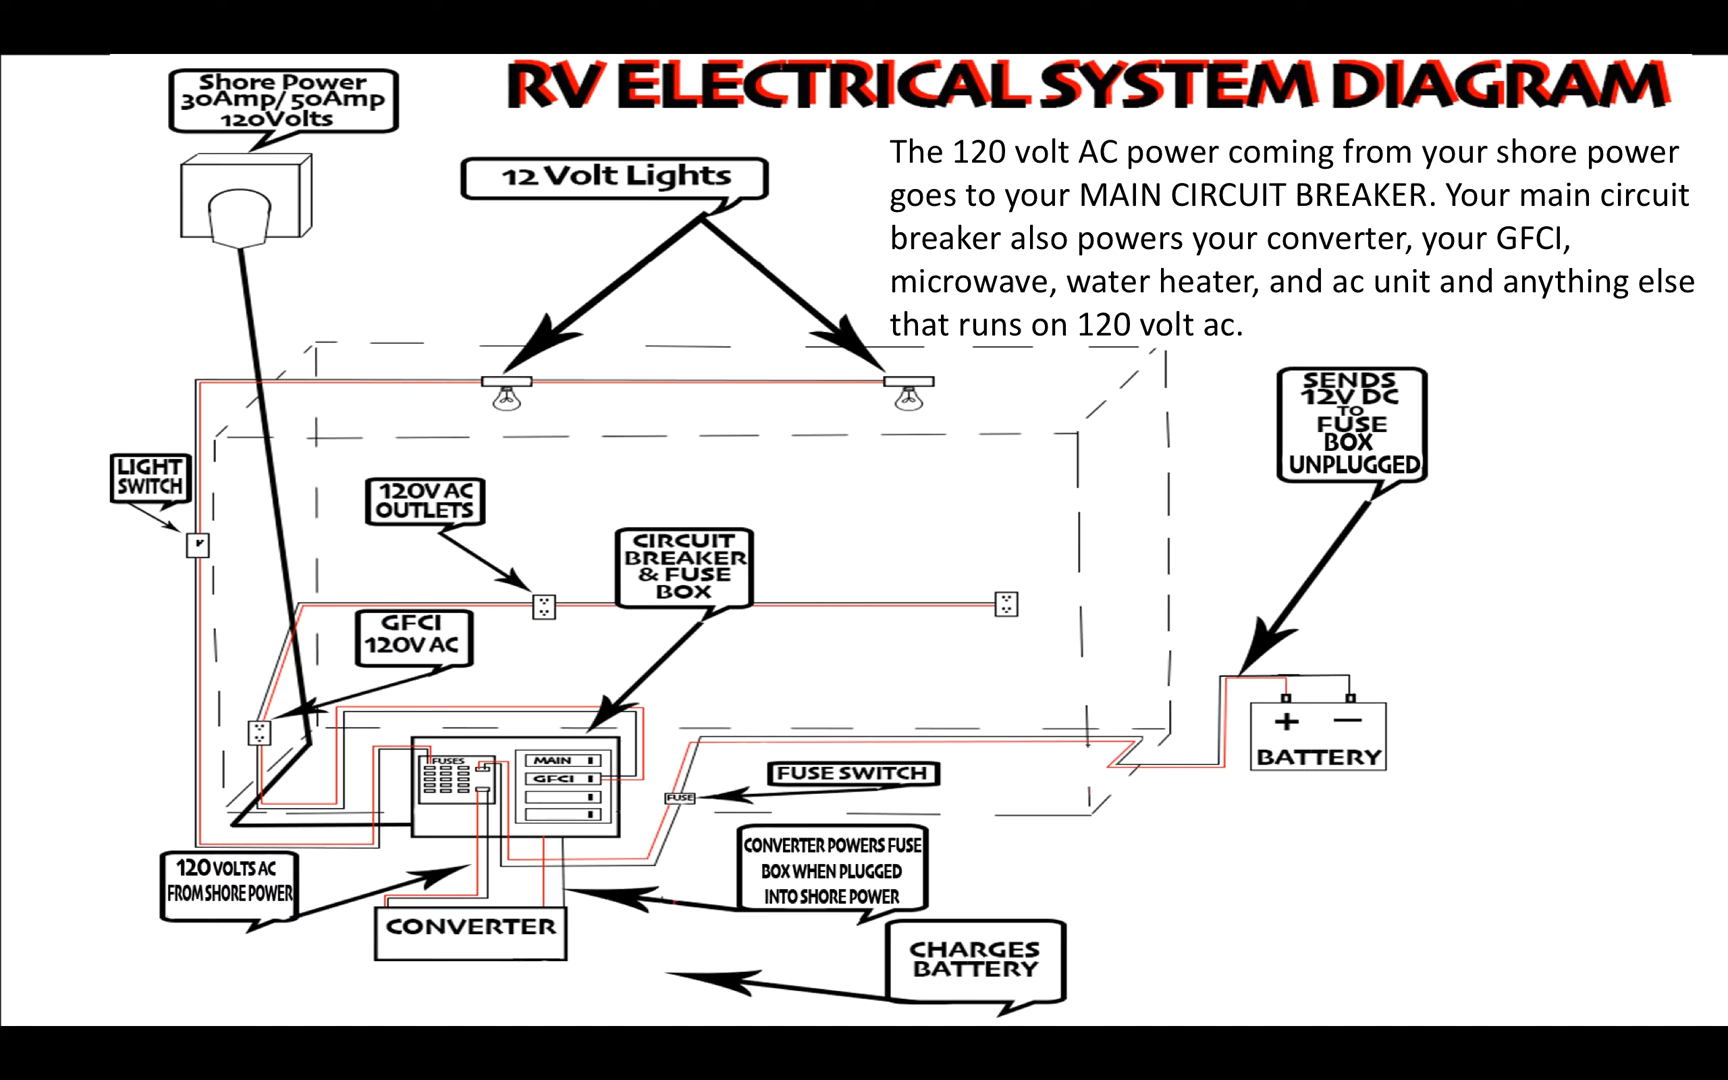 RV ELECTRICAL SYSTEM DIAGRAM
Shore Power
30Amp/50Amp
120Volts
The 120 volt AC power coming from your shore power
goes to your MAIN CIRCUIT BREAKER. Your main circuit
breaker also powers your converter, your GFCI,
microwave, water heater, and ac unit and anything else
that runs on 120 volt ac.
12 Volt Lights
SENDS
12V DC
TO
FUSE
BOX
UNPLUGGED
LIGHT
SWITCH
120V AC
OUTLETS
CIRCUIT
BREAKER
& FUSE
BOX
GFCI
120V AC
+ −
BATTERY
FUSES
MAIN
GFCI
FUSE SWITCH
FUSE
120 VOLTS AC
FROM SHORE POWER
CONVERTER POWERS FUSE
BOX WHEN PLUGGED
INTO SHORE POWER
CONVERTER
CHARGES
BATTERY